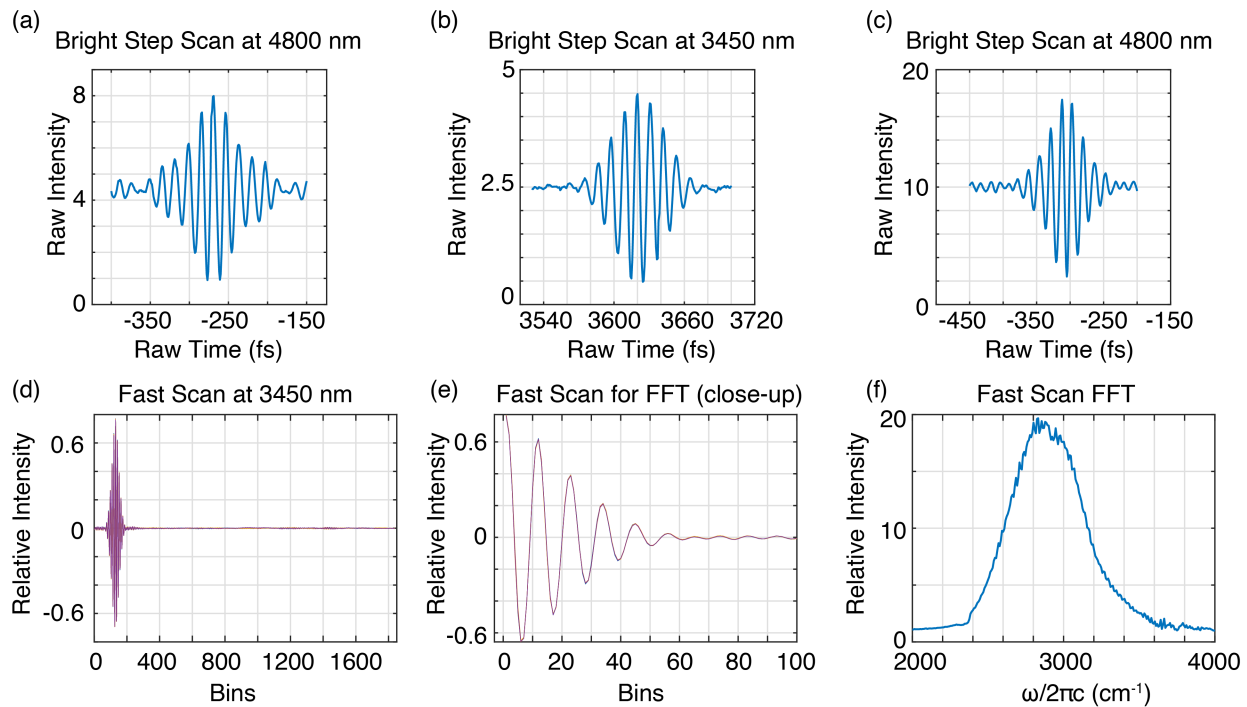 (a)
Bright Step Scan at 4800 nm
Raw Intensity
8
4
0
-350 -250 -150
Raw Time (fs)
(b)
Bright Step Scan at 3450 nm
Raw Intensity
5
2.5
0
3540 3600 3660 3720
Raw Time (fs)
(c)
Bright Step Scan at 4800 nm
Raw Intensity
20
10
0
-450 -350 -250 -150
Raw Time (fs)
(d)
Fast Scan at 3450 nm
Relative Intensity
0.6
0
-0.6
0 400 800 1200 1600
Bins
(e)
Fast Scan for FFT (close-up)
Relative Intensity
0.6
0
-0.6
0 20 40 60 80 100
Bins
(f)
Fast Scan FFT
Relative Intensity
20
10
0
2000 3000 4000
ω/2πc (cm⁻¹)